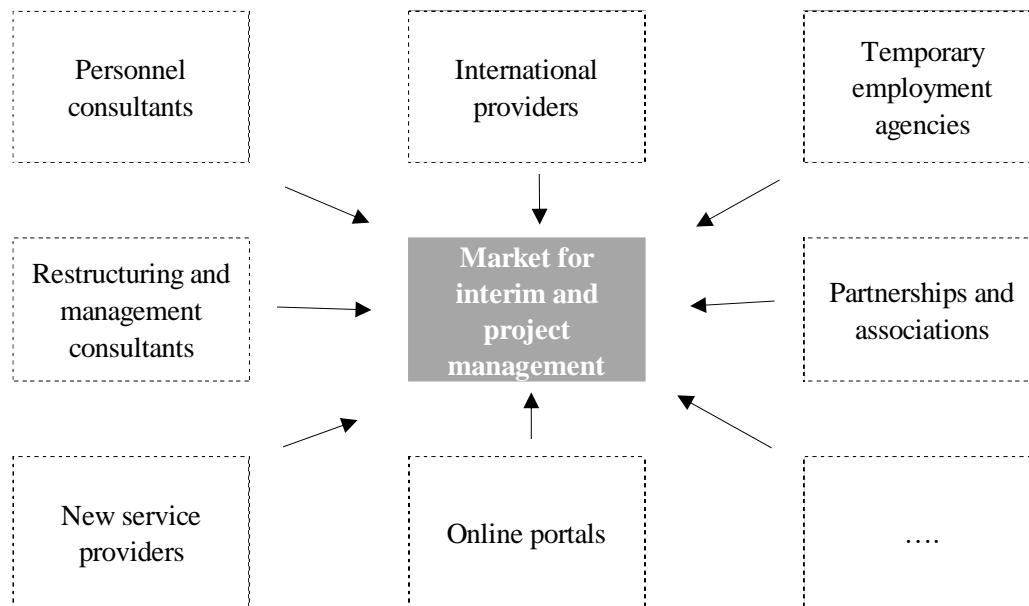 Personnel
consultants
International
providers
Temporary
employment
agencies
Restructuring and
management
consultants
Market for
interim and
project
management
Partnerships and
associations
New service
providers
Online portals
….